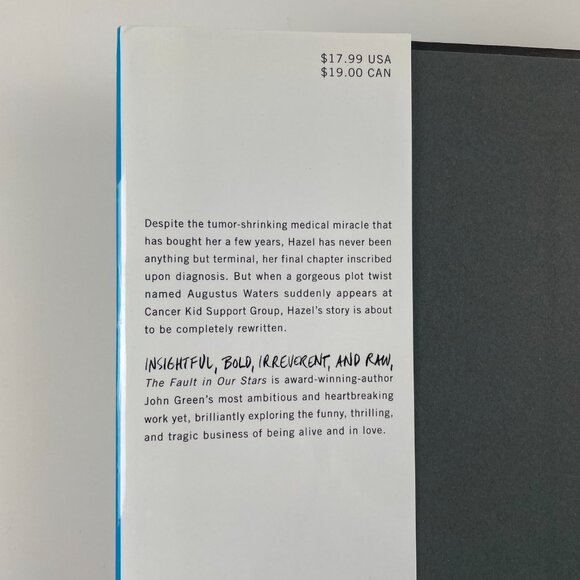 $17.99 USA
$19.00 CAN
Despite the tumor-shrinking medical miracle that
has bought her a few years, Hazel has never been
anything but terminal, her final chapter inscribed
upon diagnosis. But when a gorgeous plot twist
named Augustus Waters suddenly appears at
Cancer Kid Support Group, Hazel's story is about
to be completely rewritten.
INSIGHTFUL, BOLD, IRREVERENT, AND RAW,
The Fault in Our Stars is award-winning-author
John Green's most ambitious and heartbreaking
work yet, brilliantly exploring the funny, thrilling,
and tragic business of being alive and in love.